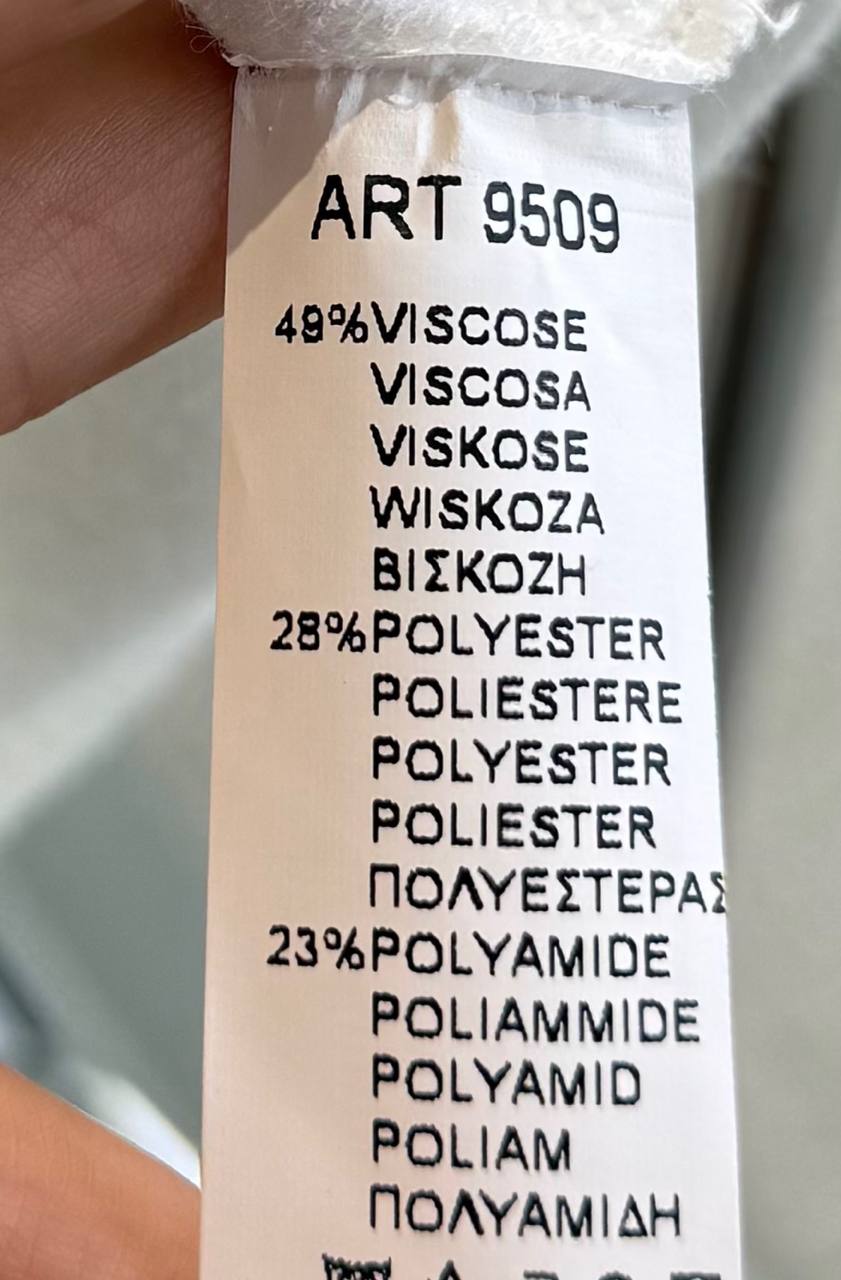 ART 9509
49%VISCOSE
VISCOSA
VISKOSE
WISKOZA
ΒΙΣΚΟΖΗ
28%POLYESTER
POLIESTERE
POLYESTER
POLIESTER
ΠΟΛΥΕΣΤΕΡΑΣ
23%POLYAMIDE
POLIAMMIDE
POLYAMID
POLIAM
ΠΟΛΥΑΜΙΔΗ